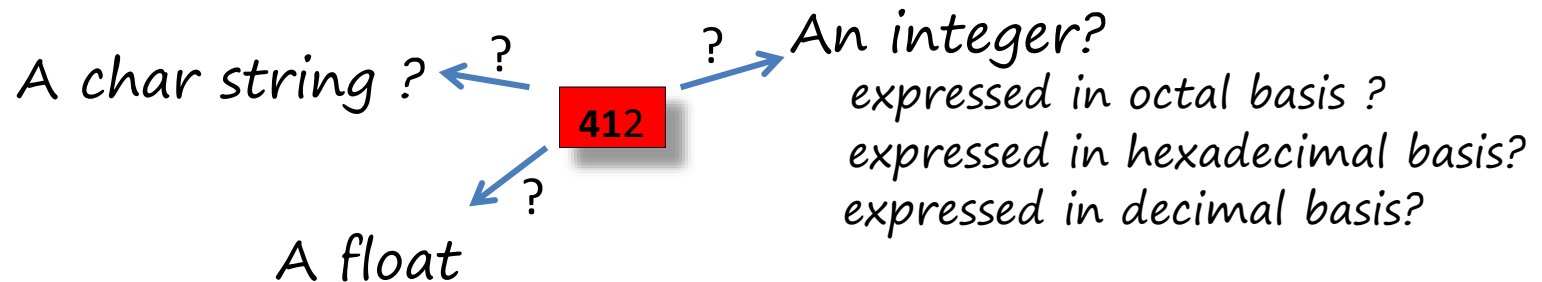 A char string ?
?
412
?
An integer?
expressed in octal basis ?
expressed in hexadecimal basis?
expressed in decimal basis?
?
A float